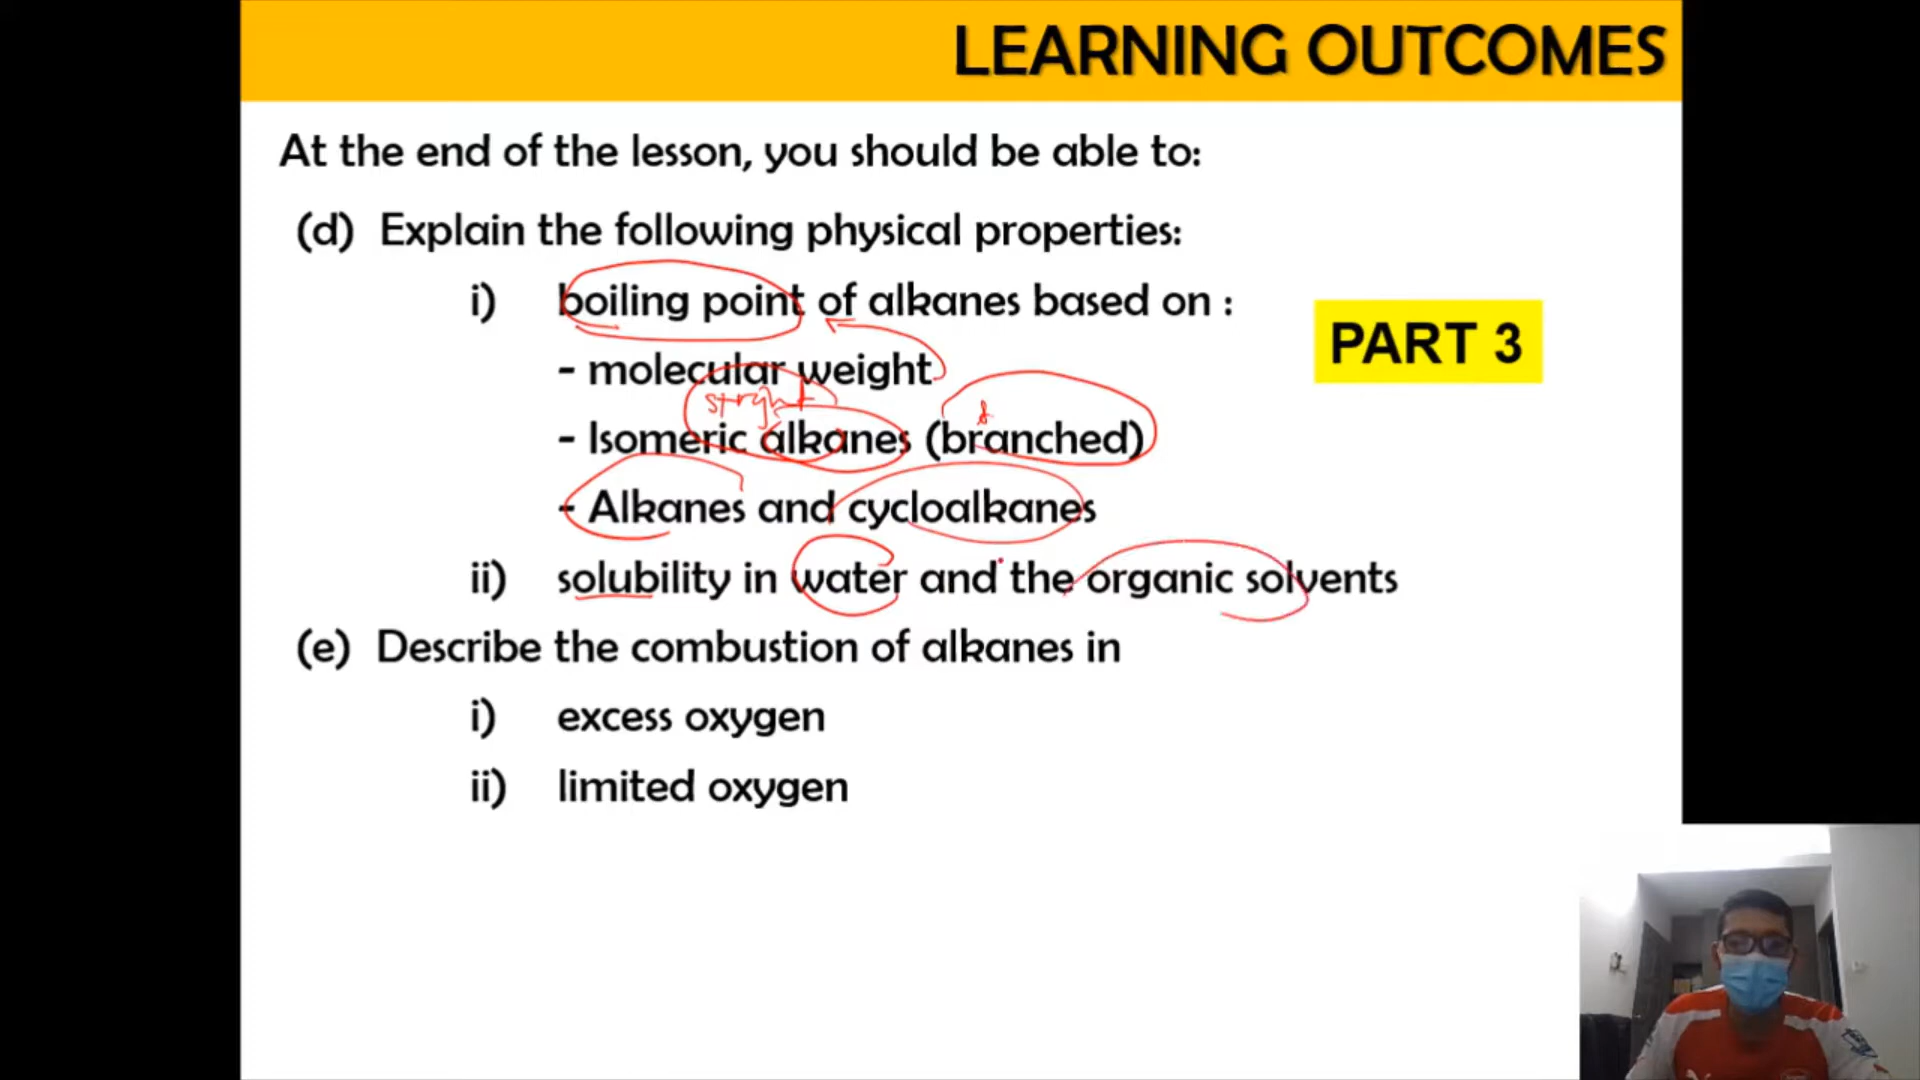 LEARNING OUTCOMES
At the end of the lesson, you should be able to:
(d) Explain the following physical properties:
i) boiling point of alkanes based on :
PART 3
- molecular weight
- Isomeric alkanes (branched)
- Alkanes and cycloalkanes
ii) solubility in water and the organic solvents
(e) Describe the combustion of alkanes in
i) excess oxygen
ii) limited oxygen